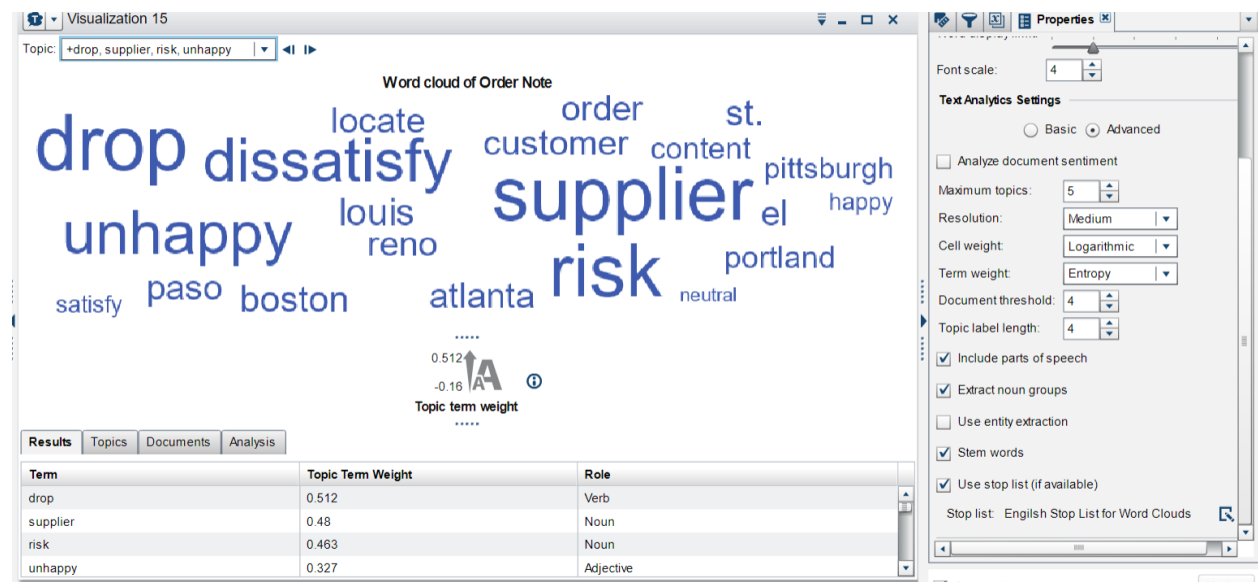 Visualization 15
Topic: +drop, supplier, risk, unhappy
Word cloud of Order Note
drop
dissatisfy
locate
order
st.
customer
content
pittsburgh
supplier
el
happy
unhappy
louis
reno
risk
portland
satisfy
paso
boston
atlanta
neutral
0.512
-0.16
Topic term weight
Results Topics Documents Analysis
Term Topic Term Weight Role
drop 0.512 Verb
supplier 0.48 Noun
risk 0.463 Noun
unhappy 0.327 Adjective
Properties
Font scale: 4
Text Analytics Settings
Basic Advanced
Analyze document sentiment
Maximum topics: 5
Resolution: Medium
Cell weight: Logarithmic
Term weight: Entropy
Document threshold: 4
Topic label length: 4
Include parts of speech
Extract noun groups
Use entity extraction
Stem words
Use stop list (if available)
Stop list: Engilsh Stop List for Word Clouds